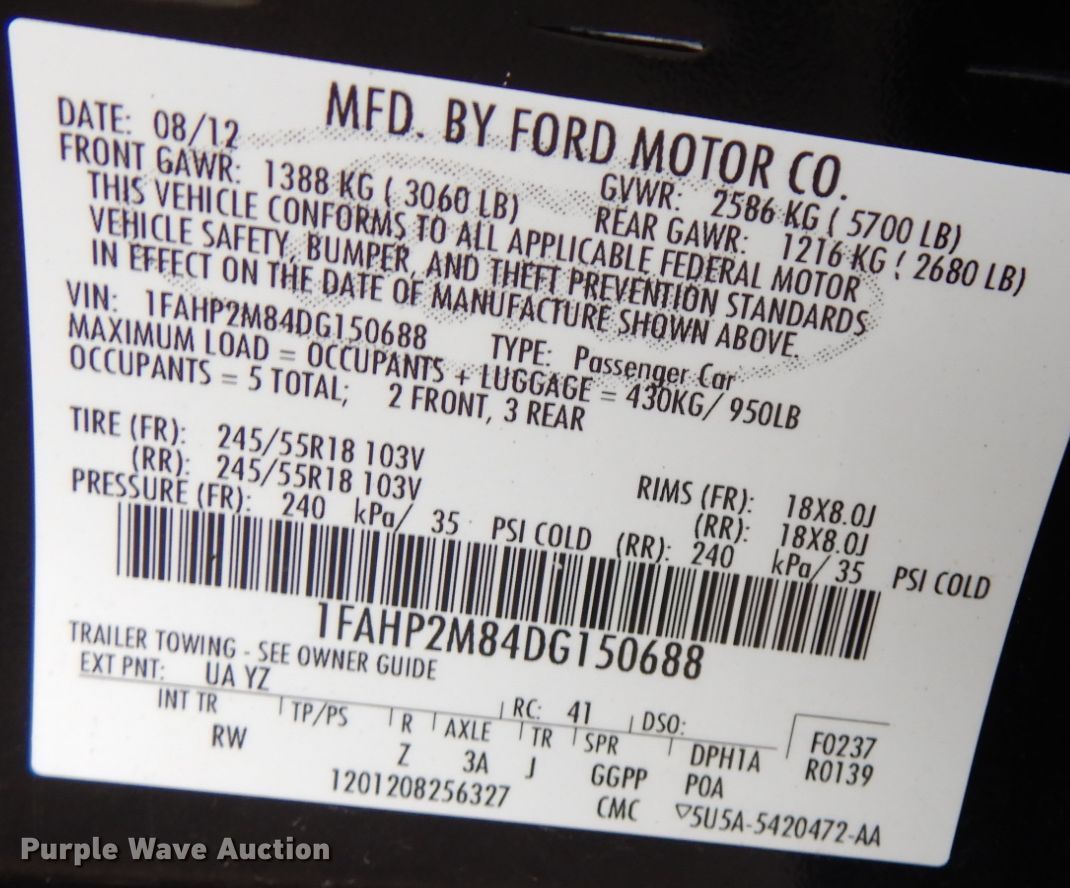 MFD. BY FORD MOTOR CO.
DATE: 08/12 GVWR: 2586 KG ( 5700 LB)
FRONT GAWR: 1388 KG ( 3060 LB) REAR GAWR: 1216 KG ( 2680 LB)
THIS VEHICLE CONFORMS TO ALL APPLICABLE FEDERAL MOTOR
VEHICLE SAFETY, BUMPER, AND THEFT PREVENTION STANDARDS
IN EFFECT ON THE DATE OF MANUFACTURE SHOWN ABOVE.
VIN: 1FAHP2M84DG150688 TYPE: Passenger Car
MAXIMUM LOAD = OCCUPANTS + LUGGAGE = 430KG/ 950LB
OCCUPANTS = 5 TOTAL; 2 FRONT, 3 REAR
TIRE (FR): 245/55R18 103V RIMS (FR): 18X8.0J
(RR): 245/55R18 103V (RR): 18X8.0J
PRESSURE (FR): 240 kPa/ 35 PSI COLD (RR): 240 kPa/ 35 PSI COLD
1FAHP2M84DG150688
TRAILER TOWING - SEE OWNER GUIDE
EXT PNT: UA YZ RC: 41 DSO:
INT TR TP/PS R AXLE TR SPR DPH1A F0237
RW Z 3A J GGPP POA R0139
1201208256327 CMC ▽5U5A-5420472-AA
Purple Wave Auction